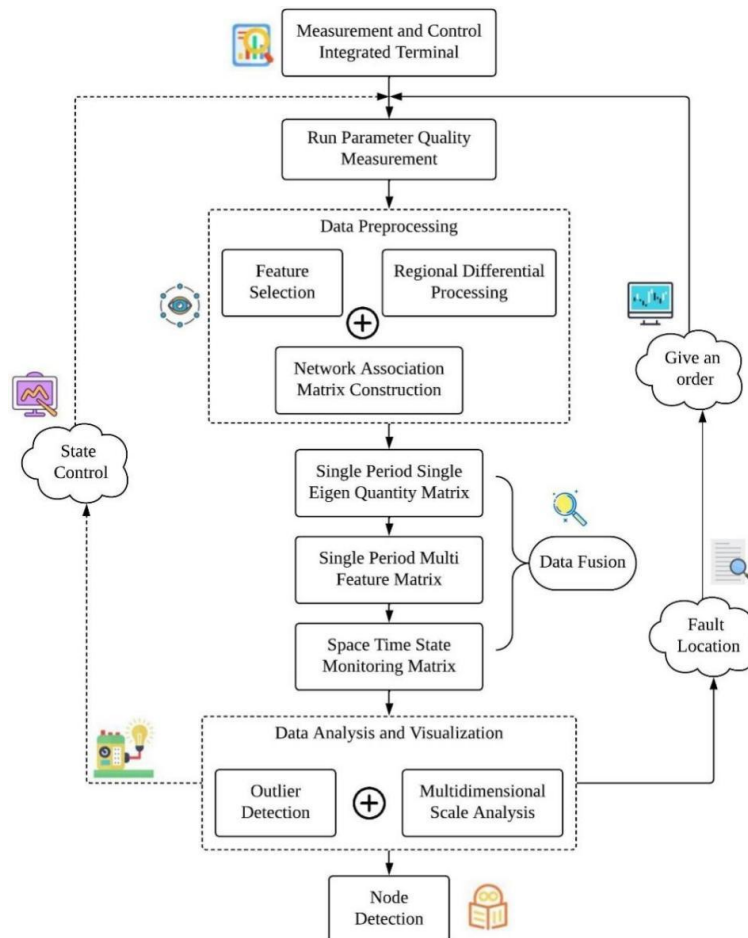 Measurement and Control
Integrated Terminal
Run Parameter Quality
Measurement
Data Preprocessing
Feature
Selection
Regional Differential
Processing
Network Association
Matrix Construction
Give an
order
State
Control
Single Period Single
Eigen Quantity Matrix
Single Period Multi
Feature Matrix
Data Fusion
Space Time State
Monitoring Matrix
Fault
Location
Data Analysis and Visualization
Outlier
Detection
Multidimensional
Scale Analysis
Node
Detection